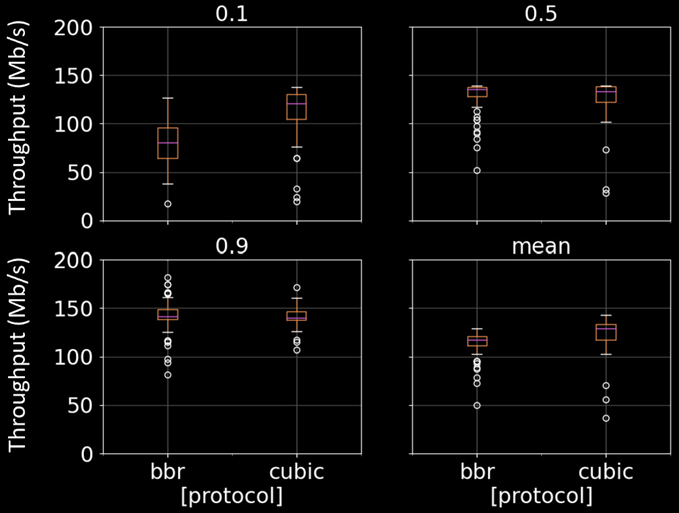 0.1
0.5
Throughput (Mb/s)
200
150
100
50
0
0.9
mean
Throughput (Mb/s)
200
150
100
50
0
bbr
cubic
bbr
cubic
[protocol]
[protocol]